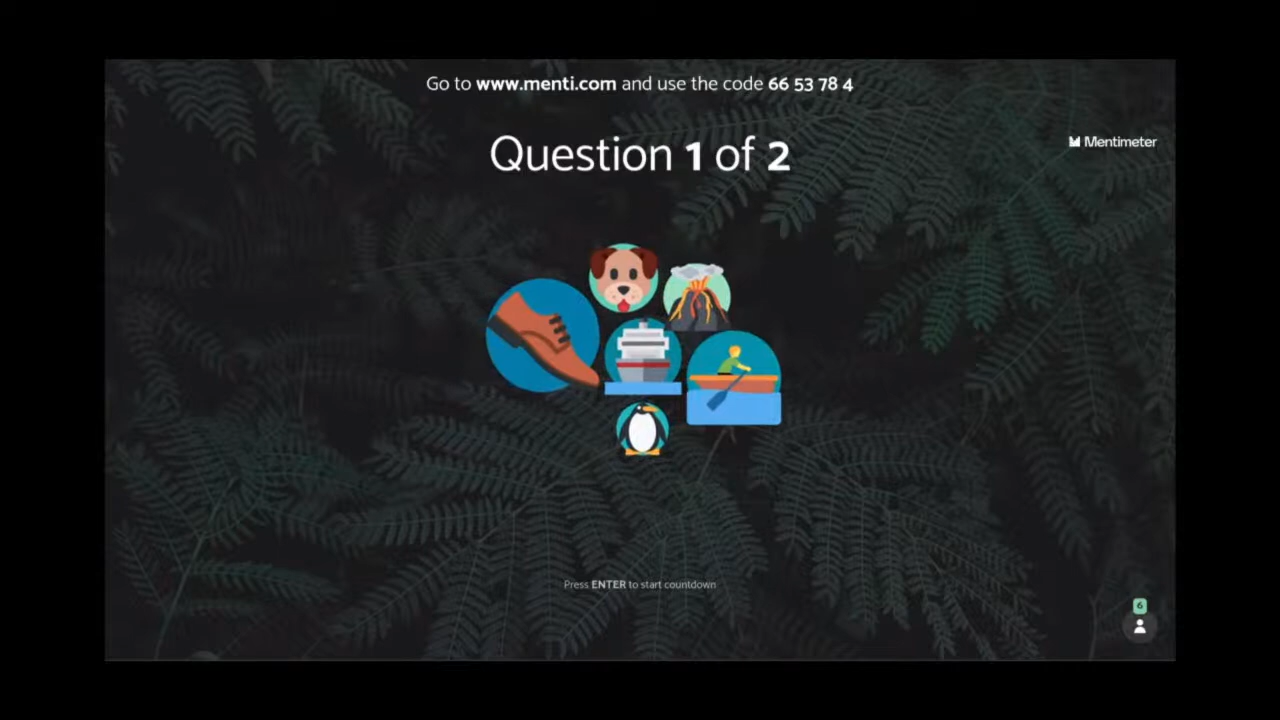 Go to www.menti.com and use the code 66 53 78 4
Mentimeter
Question 1 of 2
Press ENTER to start countdown
6